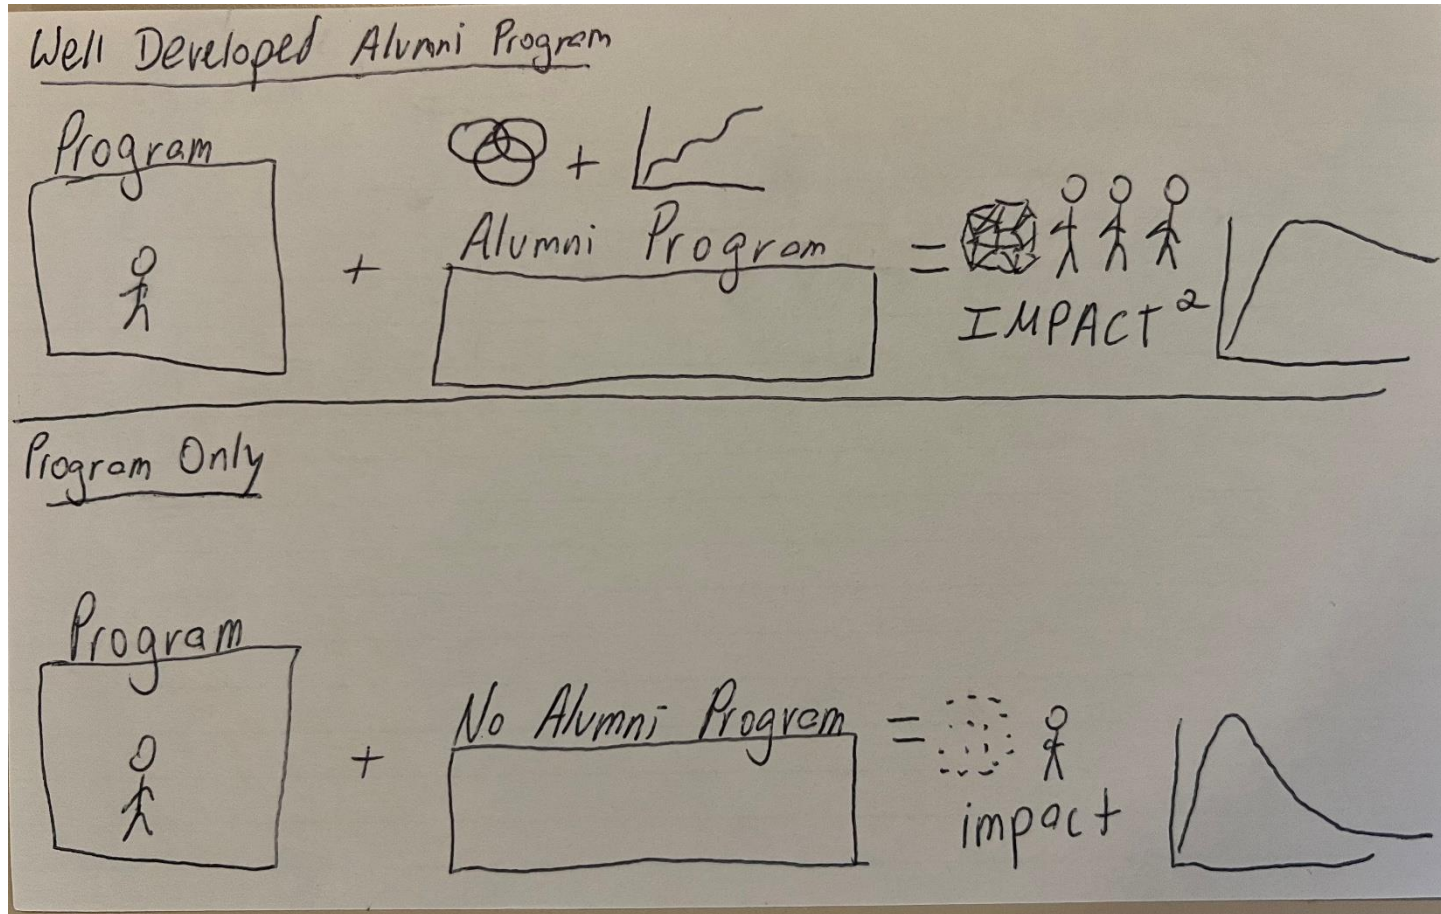 Well Developed Alumni Program
Program
+
+
Alumni Program
=
IMPACT²
Program Only
Program
+
No Alumni Program
=
impact